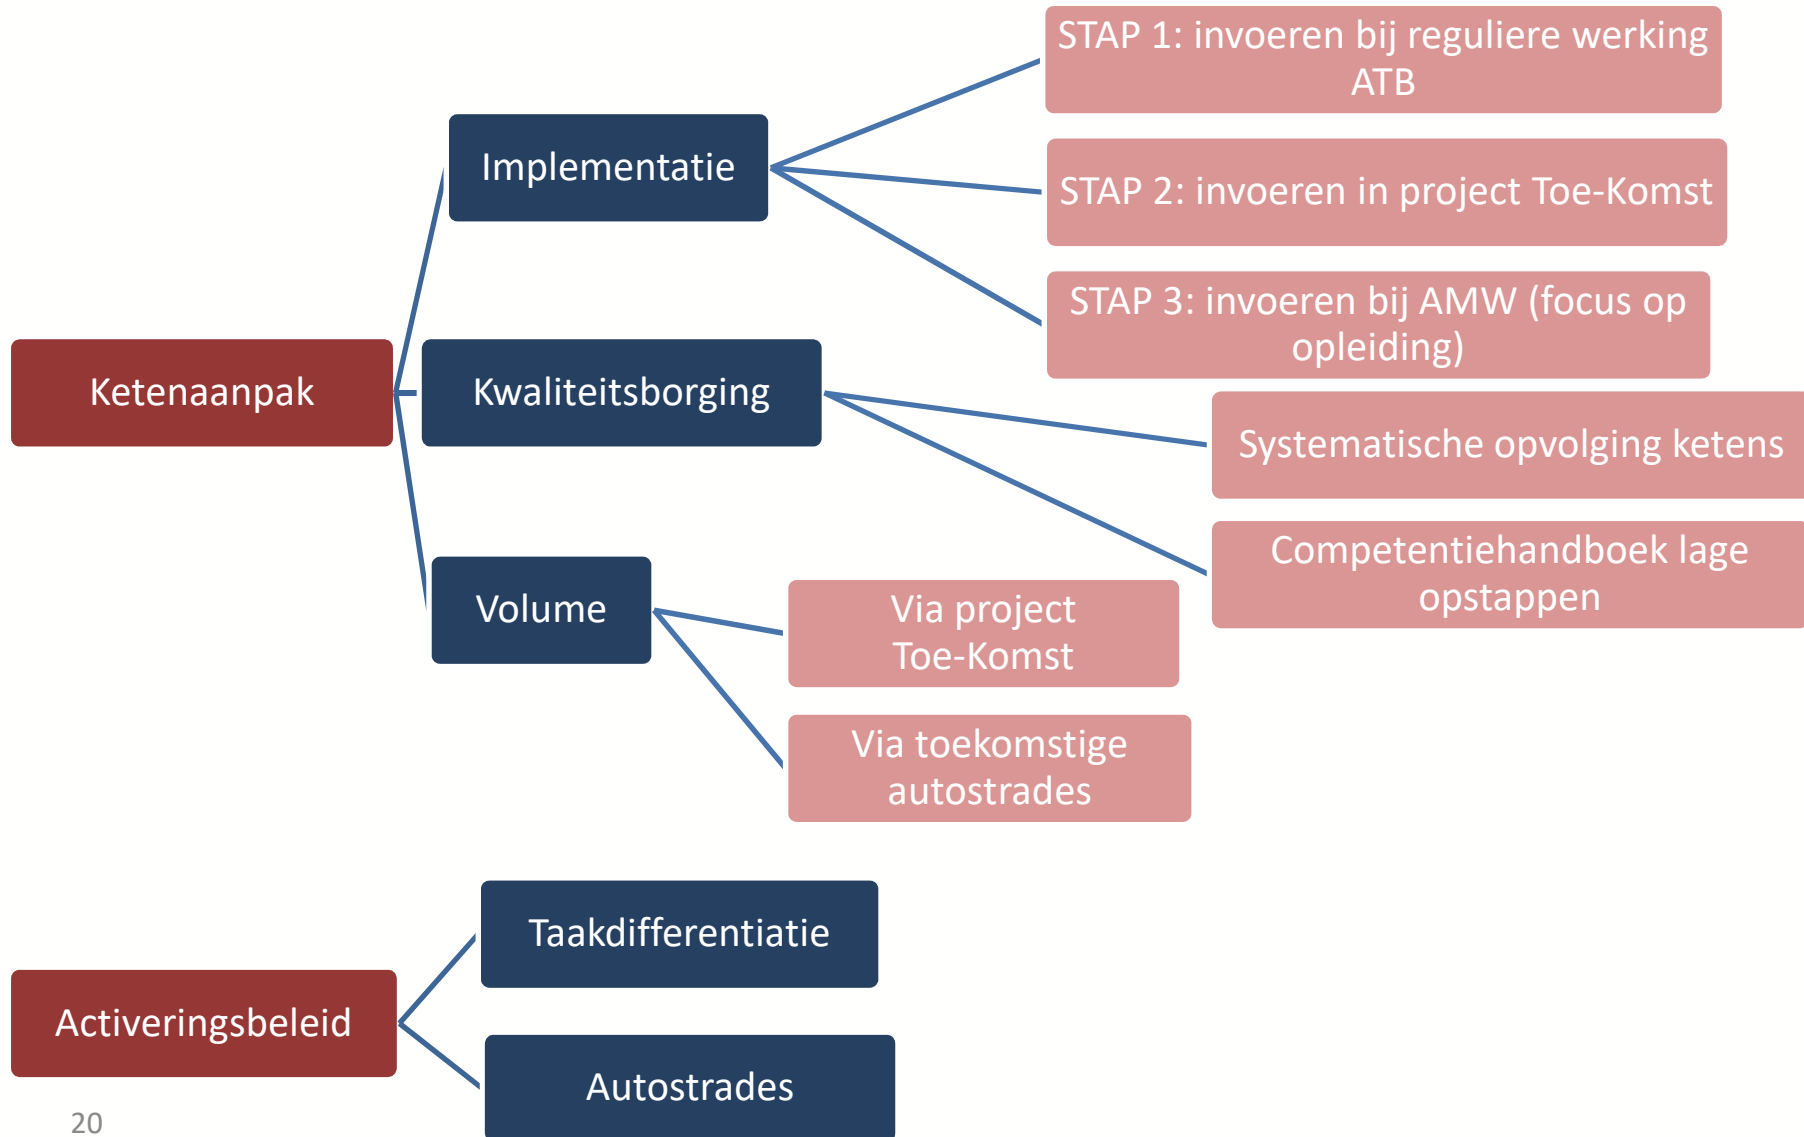 STAP 1: invoeren bij reguliere werking
ATB
Implementatie
STAP 2: invoeren in project Toe-Komst
STAP 3: invoeren bij AMW (focus op
opleiding)
Ketenaanpak
Kwaliteitsborging
Systematische opvolging ketens
Competentiehandboek lage
opstappen
Volume
Via project
Toe-Komst
Via toekomstige
autostrades
Taakdifferentiatie
Activeringsbeleid
Autostrades
20